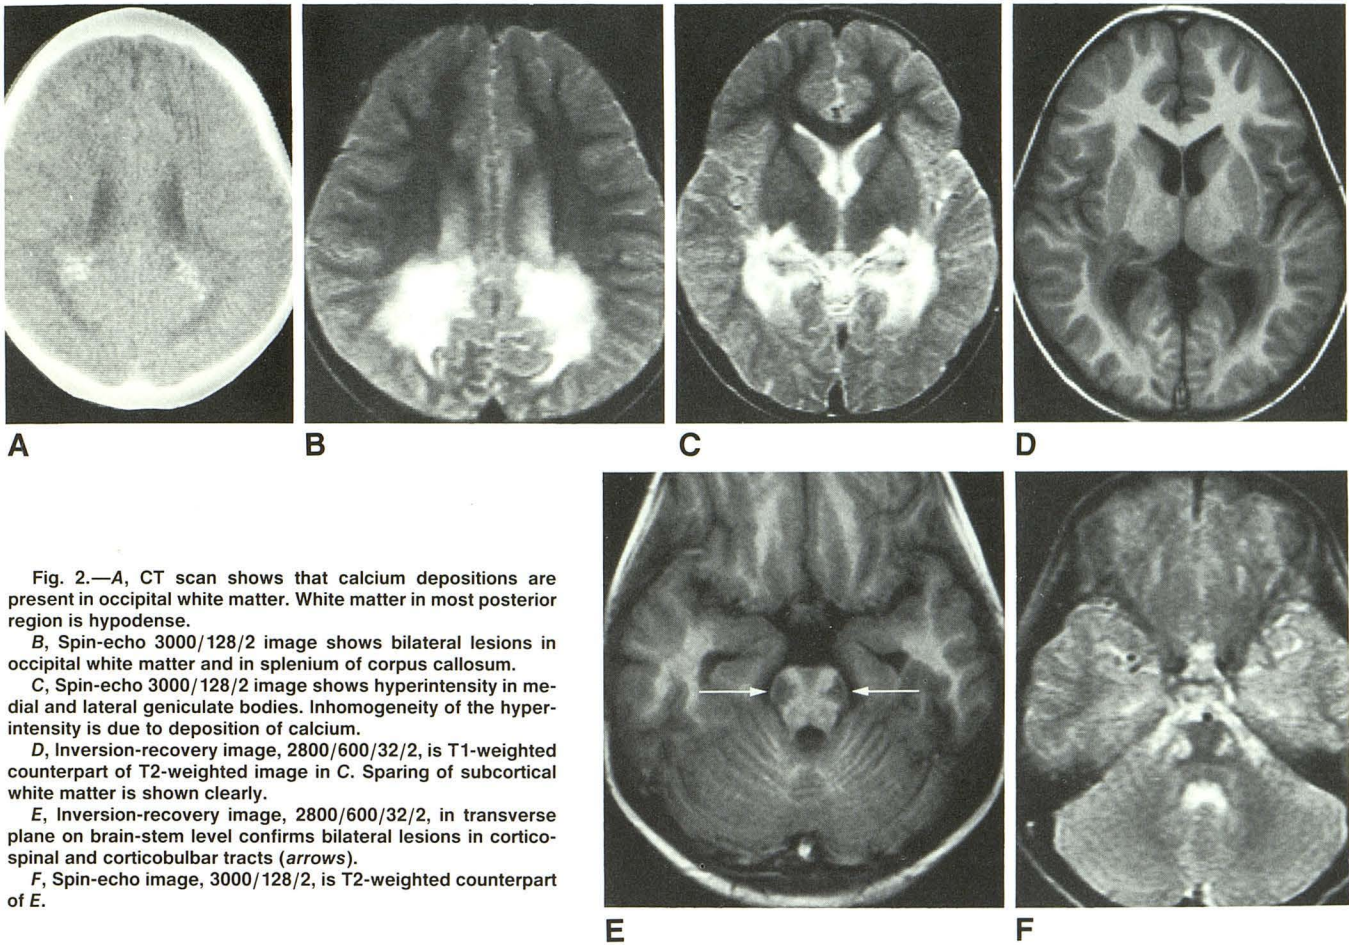 A
B
C
D
Fig. 2.—A, CT scan shows that calcium depositions are
present in occipital white matter. White matter in most posterior
region is hypodense.
B, Spin-echo 3000/128/2 image shows bilateral lesions in
occipital white matter and in splenium of corpus callosum.
C, Spin-echo 3000/128/2 image shows hyperintensity in me-
dial and lateral geniculate bodies. Inhomogeneity of the hyper-
intensity is due to deposition of calcium.
D, Inversion-recovery image, 2800/600/32/2, is T1-weighted
counterpart of T2-weighted image in C. Sparing of subcortical
white matter is shown clearly.
E, Inversion-recovery image, 2800/600/32/2, in transverse
plane on brain-stem level confirms bilateral lesions in cortico-
spinal and corticobulbar tracts (arrows).
F, Spin-echo image, 3000/128/2, is T2-weighted counterpart
of E.
E
F